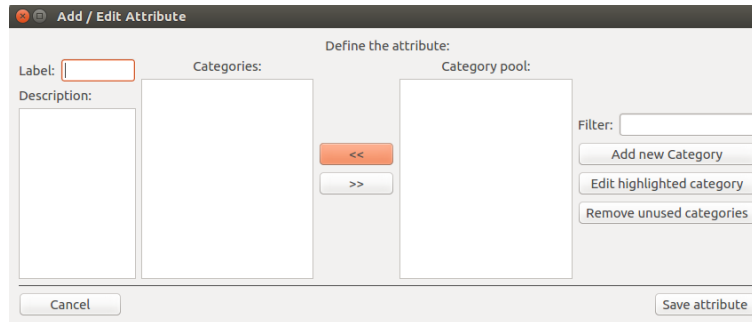 Add / Edit Attribute
Define the attribute:
Label:
Categories:
Category pool:
Description:
Filter:
<<
Add new Category
>>
Edit highlighted category
Remove unused categories
Cancel
Save attribute